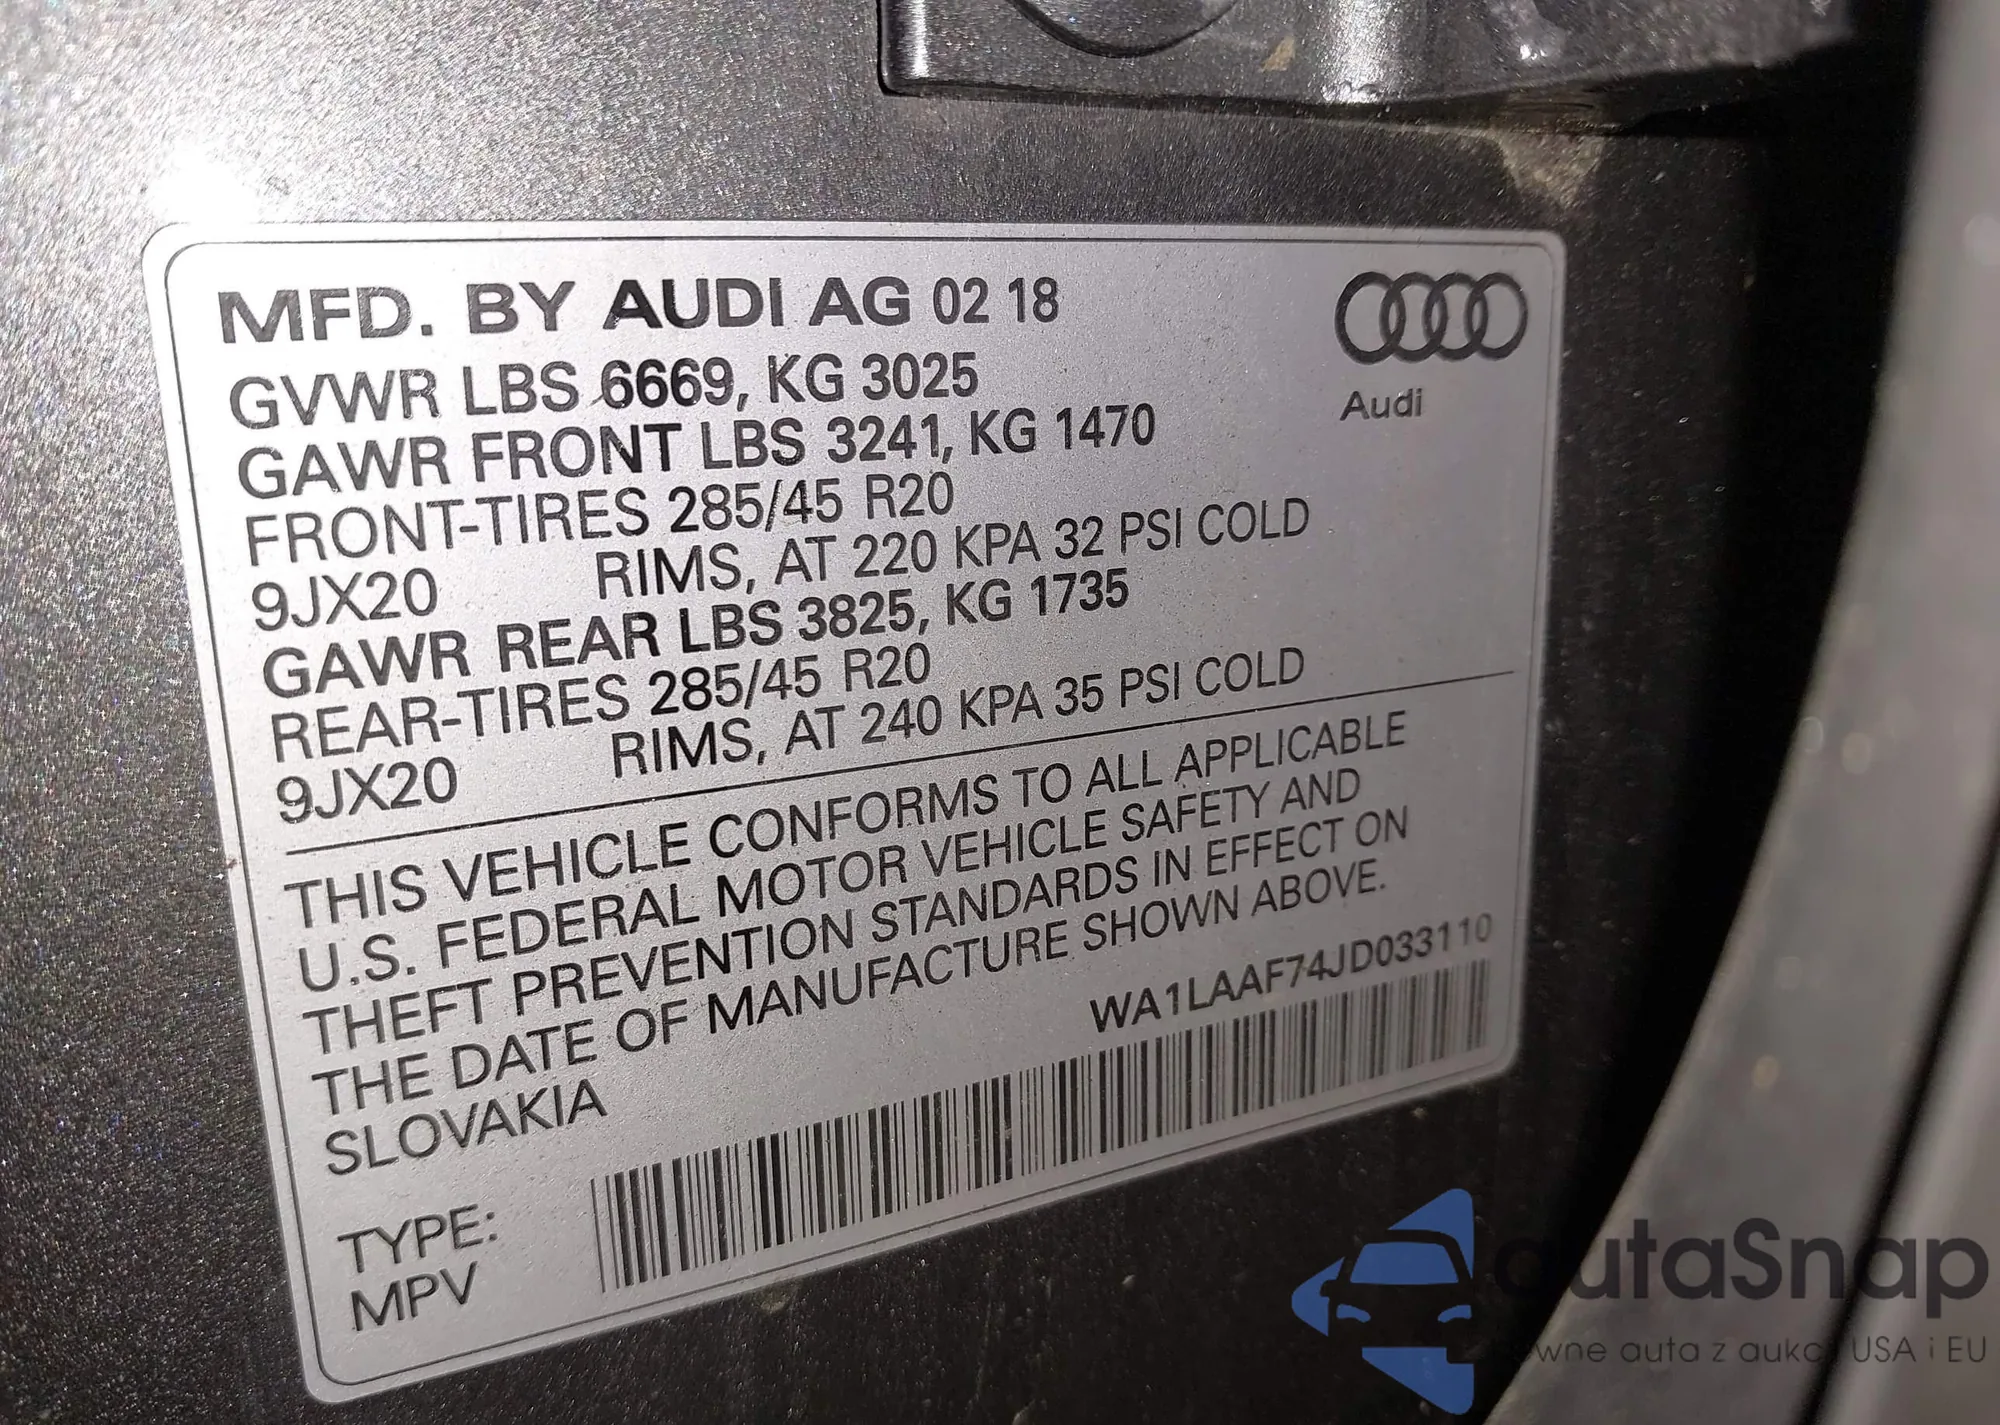 MFD. BY AUDI AG 02 18
GVWR LBS 6669, KG 3025
GAWR FRONT LBS 3241, KG 1470
FRONT-TIRES 285/45 R20
9JX20 RIMS, AT 220 KPA 32 PSI COLD
GAWR REAR LBS 3825, KG 1735
REAR-TIRES 285/45 R20
9JX20 RIMS, AT 240 KPA 35 PSI COLD
Audi
THIS VEHICLE CONFORMS TO ALL APPLICABLE
U.S. FEDERAL MOTOR VEHICLE SAFETY AND
THEFT PREVENTION STANDARDS IN EFFECT ON
THE DATE OF MANUFACTURE SHOWN ABOVE.
SLOVAKIA
WA1LAAF74JD033110
TYPE:
MPV
autaSnap
auta z USA i EU